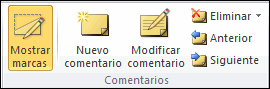 Mostrar
marcas
Nuevo
comentario
Modificar
comentario
Eliminar
Anterior
Siguiente
Comentarios